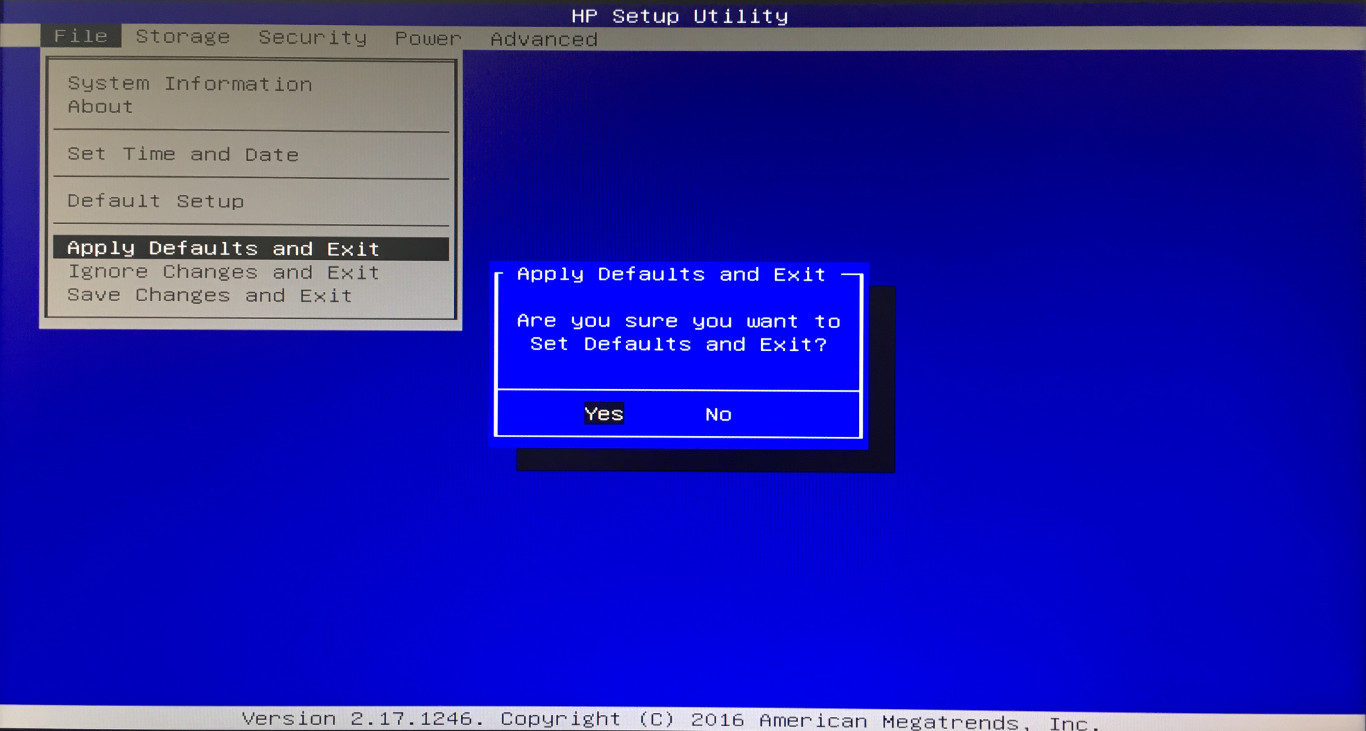 HP Setup Utility
File Storage Security Power Advanced
System Information
About
Set Time and Date
Default Setup
Apply Defaults and Exit
Ignore Changes and Exit
Save Changes and Exit
Apply Defaults and Exit
Are you sure you want to
Set Defaults and Exit?
Yes No
Version 2.17.1246. Copyright (C) 2016 American Megatrends, Inc.